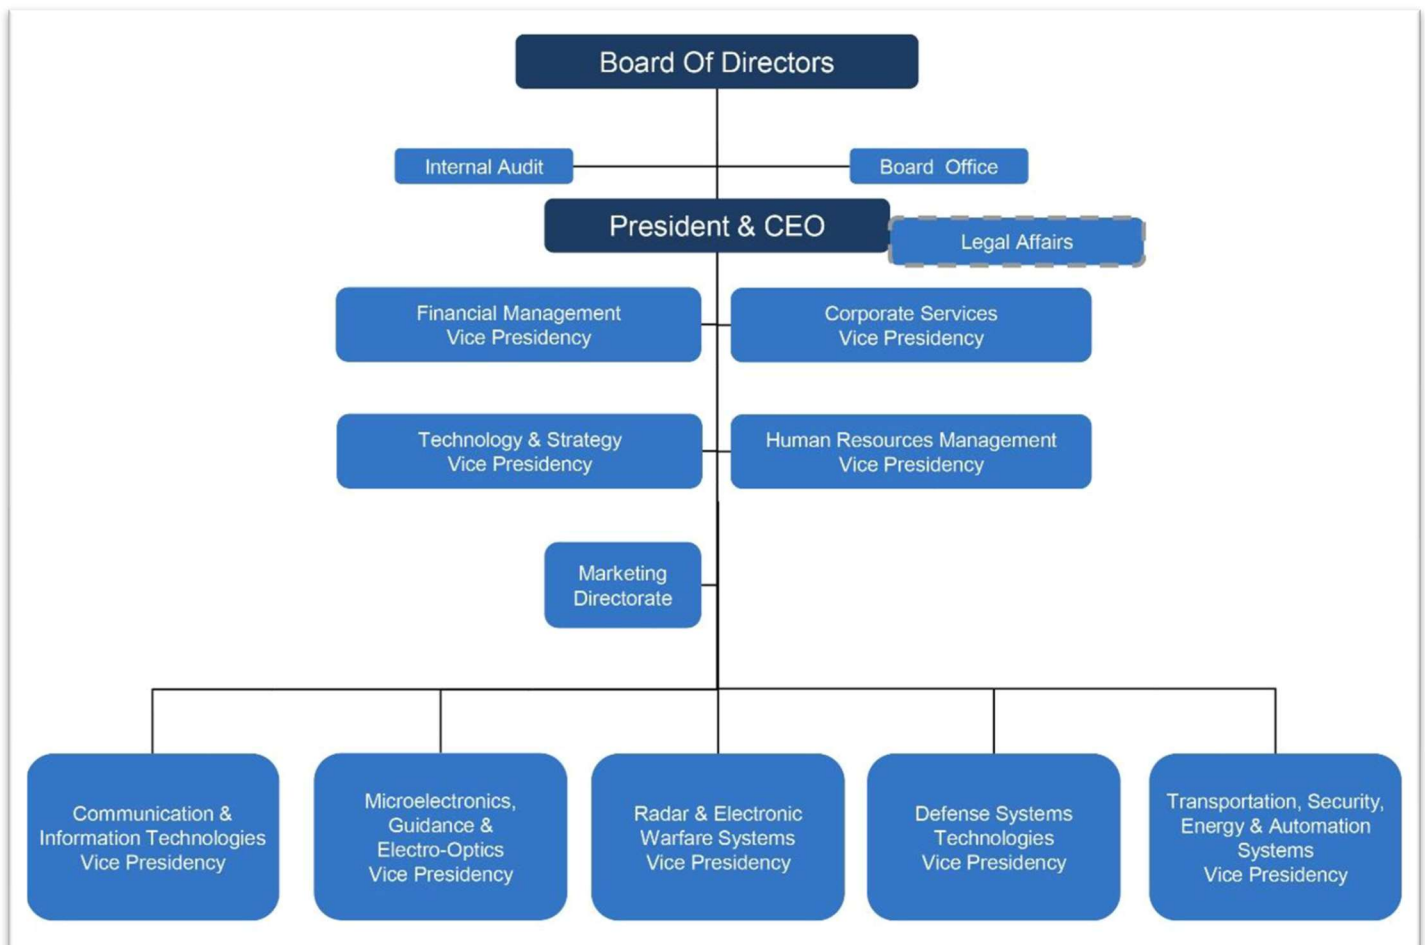 Board Of Directors
Internal Audit
Board Office
President & CEO
Legal Affairs
Financial Management
Vice Presidency
Corporate Services
Vice Presidency
Technology & Strategy
Vice Presidency
Human Resources Management
Vice Presidency
Marketing
Directorate
Communication &
Information Technologies
Vice Presidency
Microelectronics,
Guidance &
Electro-Optics
Vice Presidency
Radar & Electronic
Warfare Systems
Vice Presidency
Defense Systems
Technologies
Vice Presidency
Transportation, Security,
Energy & Automation
Systems
Vice Presidency